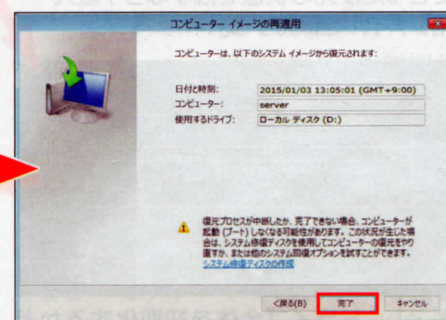 コンピューター イメージの再適用
コンピューターは、以下のシステム イメージから復元されます:
日付と時刻: 2015/01/03 13:05:01 (GMT+9:00)
コンピューター: server
使用するドライブ: ローカル ディスク (D:)
復元プロセスが中断したか、完了できない場合、コンピューターが
起動 (ブート) しなくなる可能性があります。この状況が生じた場
合は、システム修復ディスクを使用してコンピューターの復元をやり
直すか、または他のシステム回復オプションを試すことができます。
システム修復ディスクの作成
<戻る(B) 完了 キャンセル